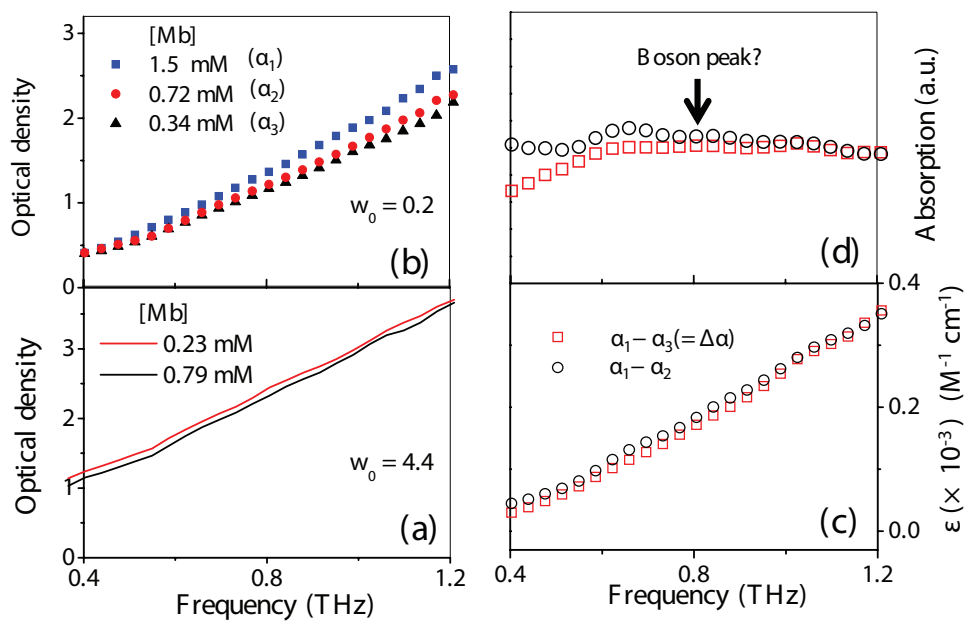 [Mb]
1.5 mM (α₁)
0.72 mM (α₂)
0.34 mM (α₃)
w₀ = 0.2
(b)
Optical density
3
2
1
0
[Mb]
0.23 mM
0.79 mM
w₀ = 4.4
(a)
Optical density
3
2
1
0
0.4
0.8
1.2
Frequency (THz)
Boson peak?
(d)
Absorption (a.u.)
α₁ – α₃(= Δα)
α₁ – α₂
(c)
0.4
0.2
0.0
ε (× 10⁻³) (M⁻¹ cm⁻¹)
0.4
0.8
1.2
Frequency (THz)